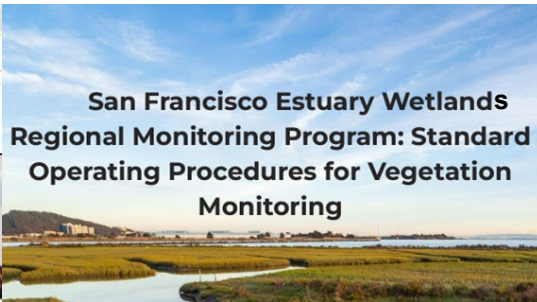 San Francisco Estuary Wetlands
Regional Monitoring Program: Standard
Operating Procedures for Vegetation
Monitoring